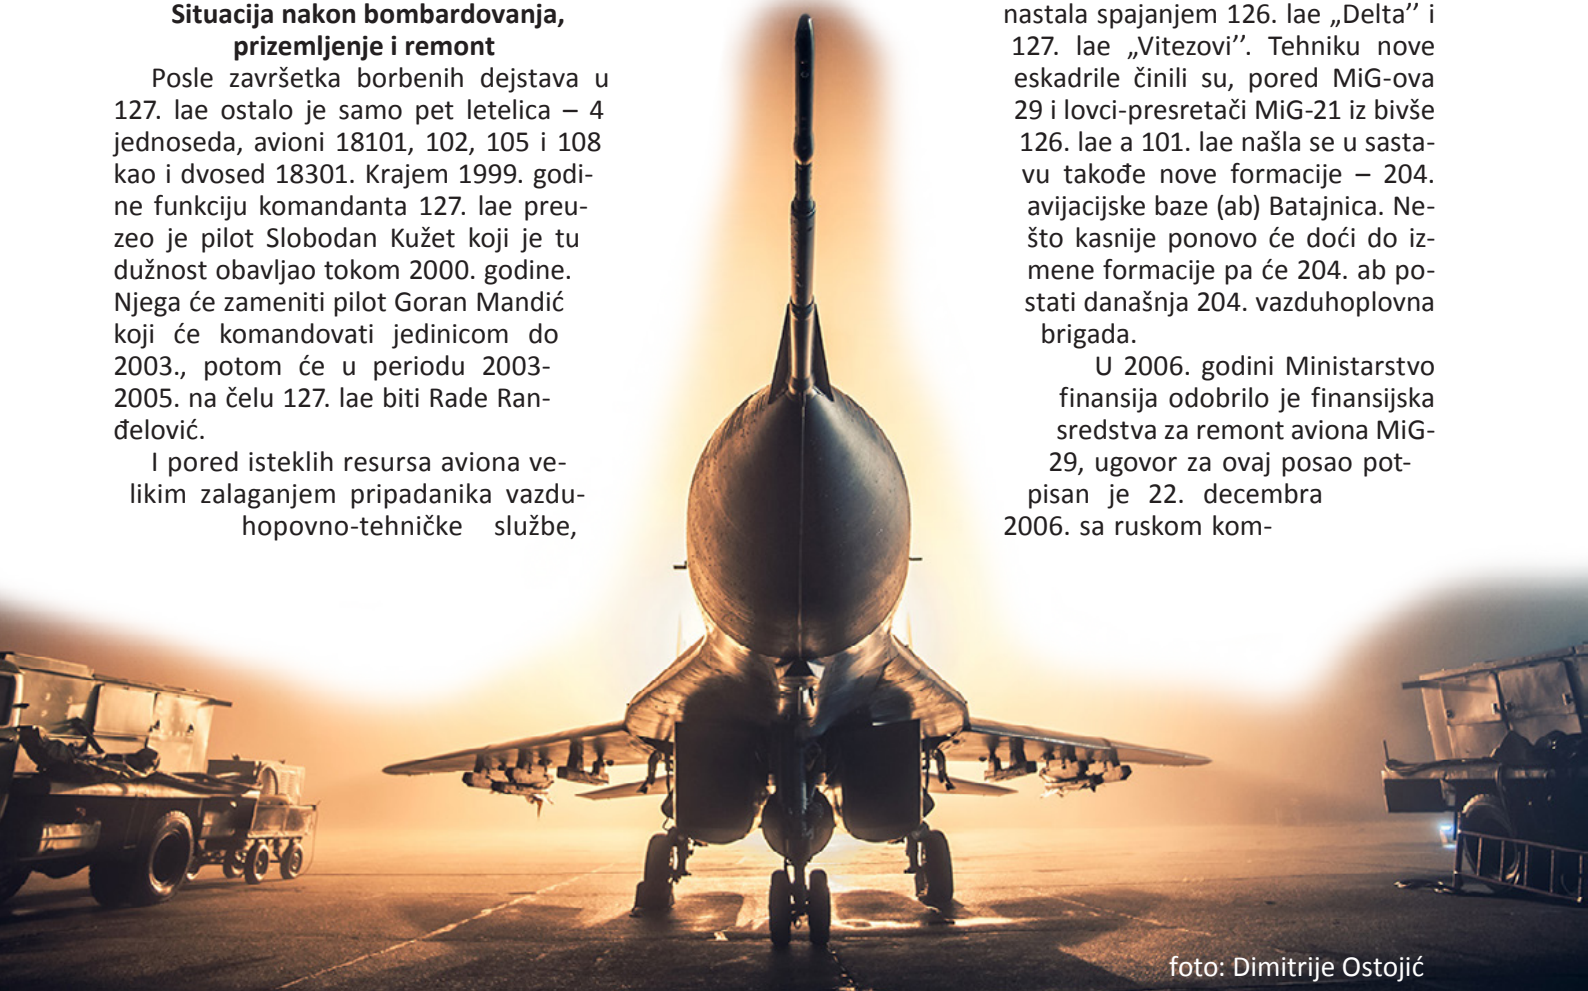 Situacija nakon bombardovanja,
prizemljenje i remont
Posle završetka borbenih dejstava u
127. lae ostalo je samo pet letelica – 4
jednoseda, avioni 18101, 102, 105 i 108
kao i dvosed 18301. Krajem 1999. godi-
ne funkciju komandanta 127. lae preu-
zeo je pilot Slobodan Kužet koji je tu
dužnost obavljao tokom 2000. godine.
Njega će zameniti pilot Goran Mandić
koji će komandovati jedinicom do
2003., potom će u periodu 2003-
2005. na čelu 127. lae biti Rade Ran-
đelović.
I pored isteklih resursa aviona ve-
likim zalaganjem pripadanika vazdu-
hopovno-tehničke službe,
nastala spajanjem 126. lae „Delta’’ i
127. lae „Vitezovi’’. Tehniku nove
eskadrile činili su, pored MiG-ova
29 i lovci-presretači MiG-21 iz bivše
126. lae a 101. lae našla se u sasta-
vu takođe nove formacije – 204.
avijacijske baze (ab) Batajnica. Ne-
što kasnije ponovo će doći do iz-
mene formacije pa će 204. ab po-
stati današnja 204. vazduhoplovna
brigada.
U 2006. godini Ministarstvo
finansija odobrilo je finansijska
sredstva za remont aviona MiG-
29, ugovor za ovaj posao pot-
pisan je 22. decembra
2006. sa ruskom kom-
foto: Dimitrije Ostojić